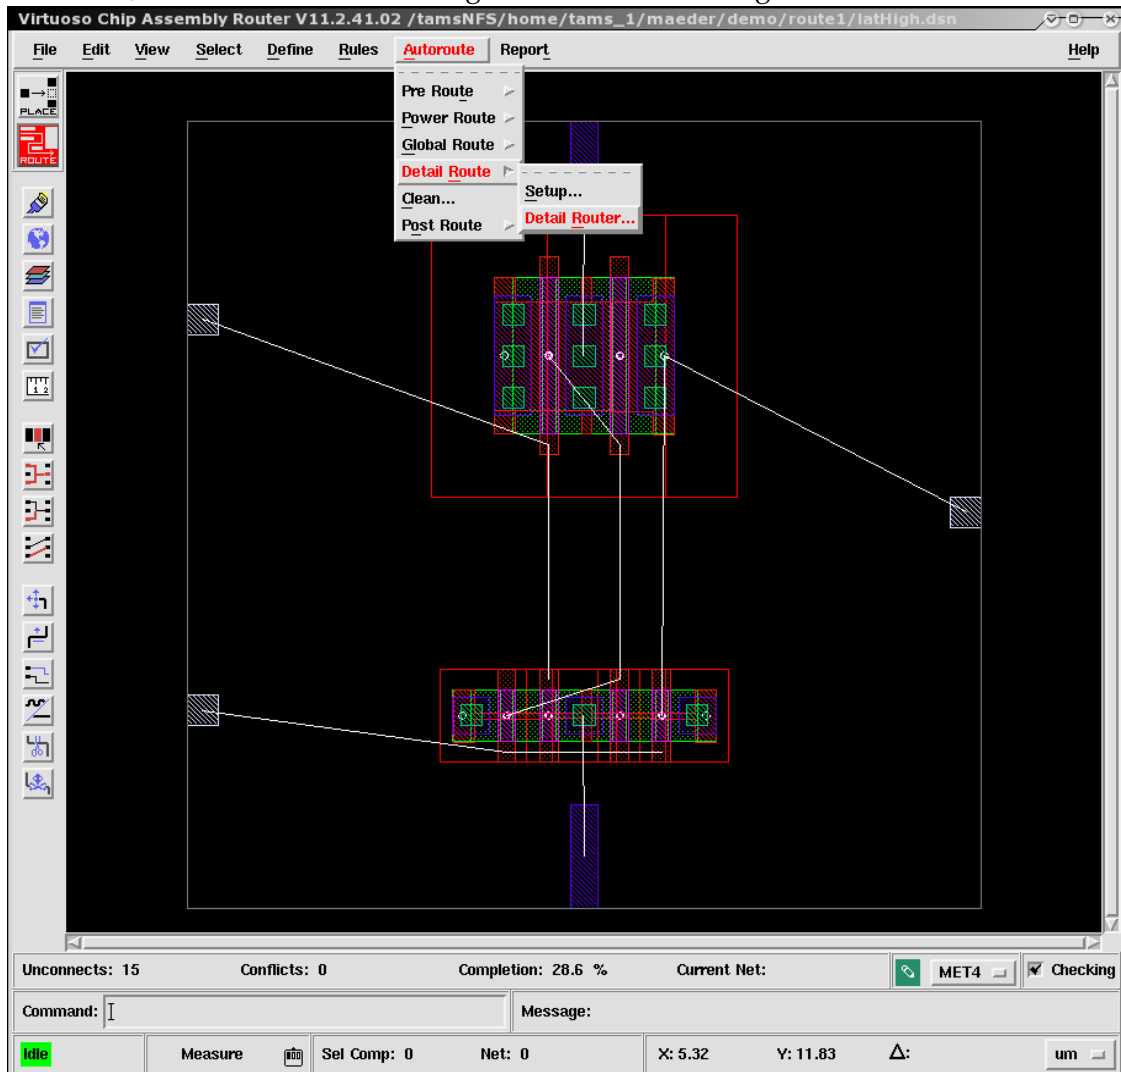 Virtuoso Chip Assembly Router V11.2.41.02 /tamsNFS/home/tams_1/maeder/demo/route1/latHigh.dsn
File Edit View Select Define Rules Autoroute Report Help
PLACE
ROUTE
Pre Route
Power Route
Global Route
Detail Route
Clean...
Post Route
Setup...
Detail Router...
1 2
Unconnects: 15 Conflicts: 0 Completion: 28.6 % Current Net: MET4 Checking
Command: Message:
Idle Measure Sel Comp: 0 Net: 0 X: 5.32 Y: 11.83 Δ: um